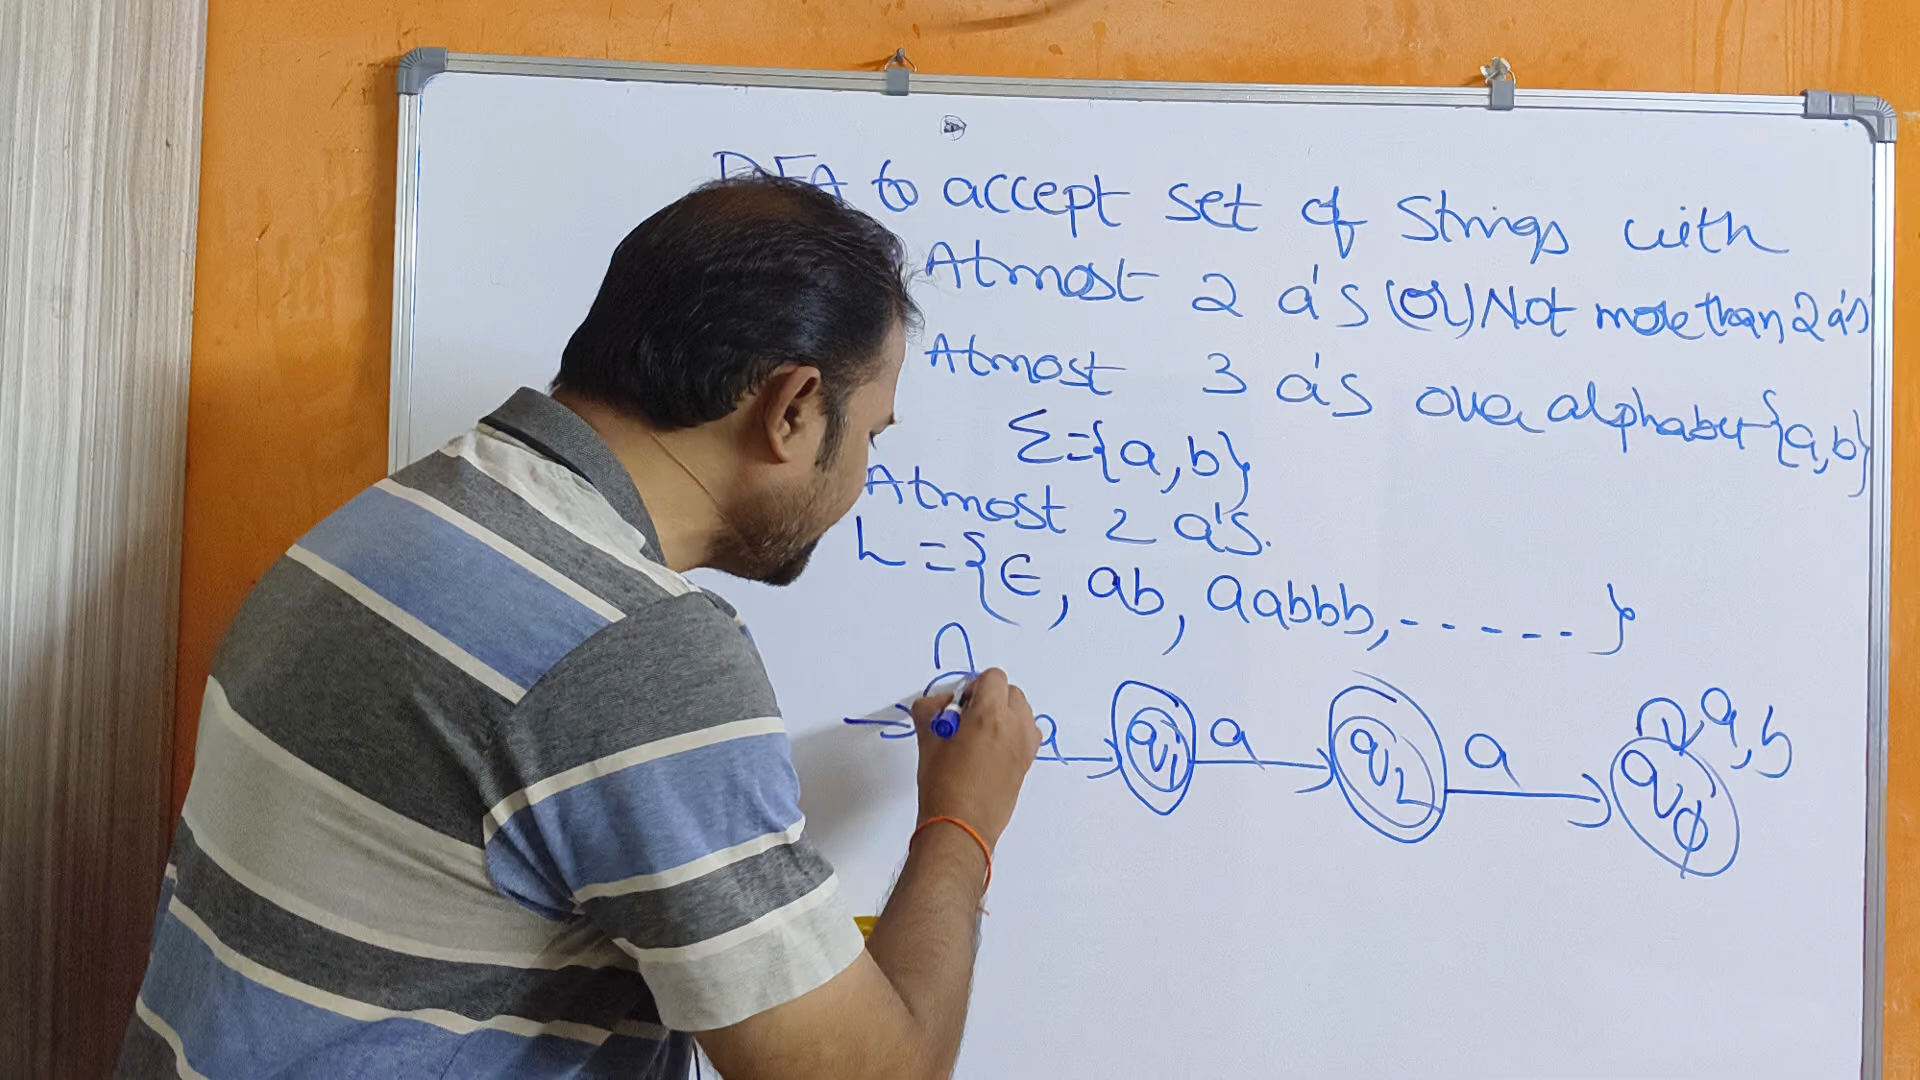 DFA to accept set of Strings with
Atmost 2 a's (or) Not more than 2 a's
Atmost 3 a's over alphabet {a,b}
Σ={a,b}
Atmost 2 a's.
L={ϵ, ab, aabbb,-----}
a q1 a q2 a qϕ a,b